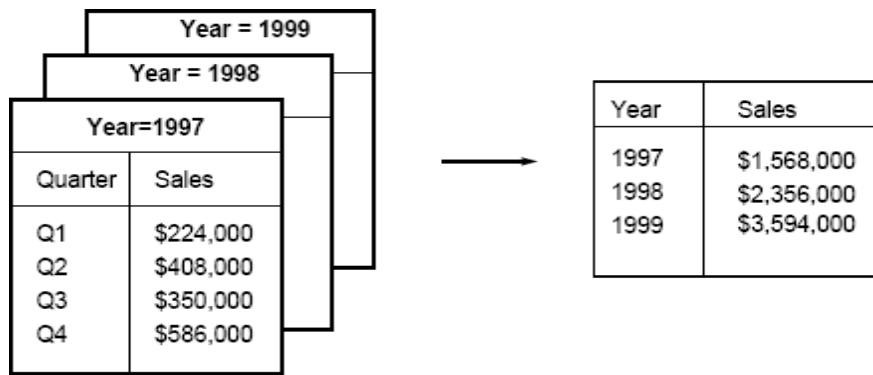 Year = 1999
Year = 1998
Year=1997
Quarter Sales
Q1 $224,000
Q2 $408,000
Q3 $350,000
Q4 $586,000
Year Sales
1997 $1,568,000
1998 $2,356,000
1999 $3,594,000